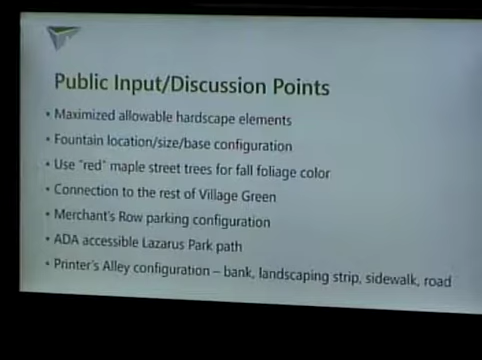 Public Input/Discussion Points
• Maximized allowable hardscape elements
• Fountain location/size/base configuration
• Use "red" maple street trees for fall foliage color
• Connection to the rest of Village Green
• Merchant's Row parking configuration
• ADA accessible Lazarus Park path
• Printer's Alley configuration – bank, landscaping strip, sidewalk, road